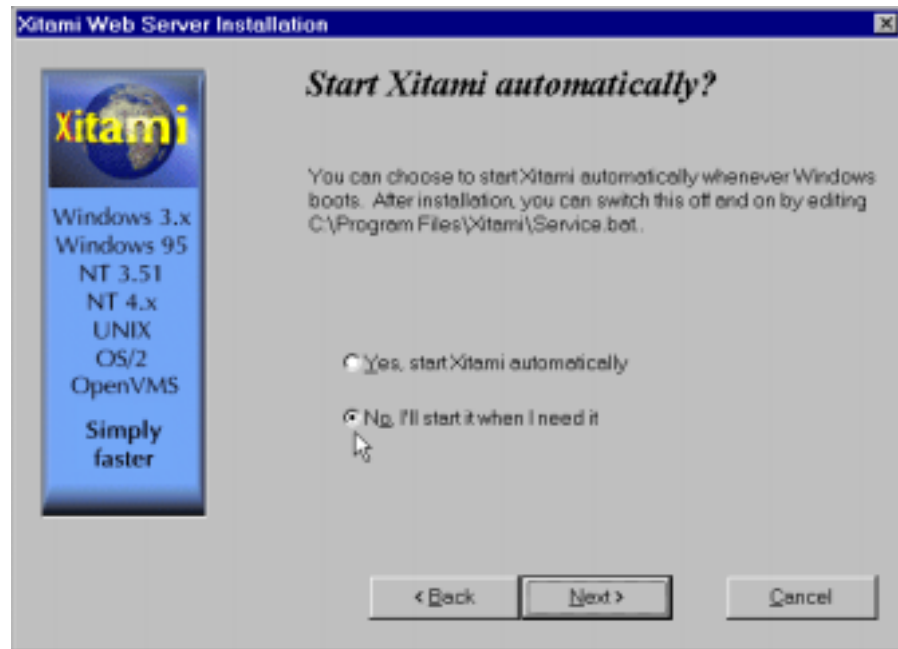 Xitami Web Server Installation
Xitami
Windows 3.x
Windows 95
NT 3.51
NT 4.x
UNIX
OS/2
OpenVMS
Simply
faster
Start Xitami automatically?
You can choose to start Xitami automatically whenever Windows
boots. After installation, you can switch this off and on by editing
C:\Program Files\Xitami\Service.bat..
Yes, start Xitami automatically
No, I'll start it when I need it
< Back
Next >
Cancel